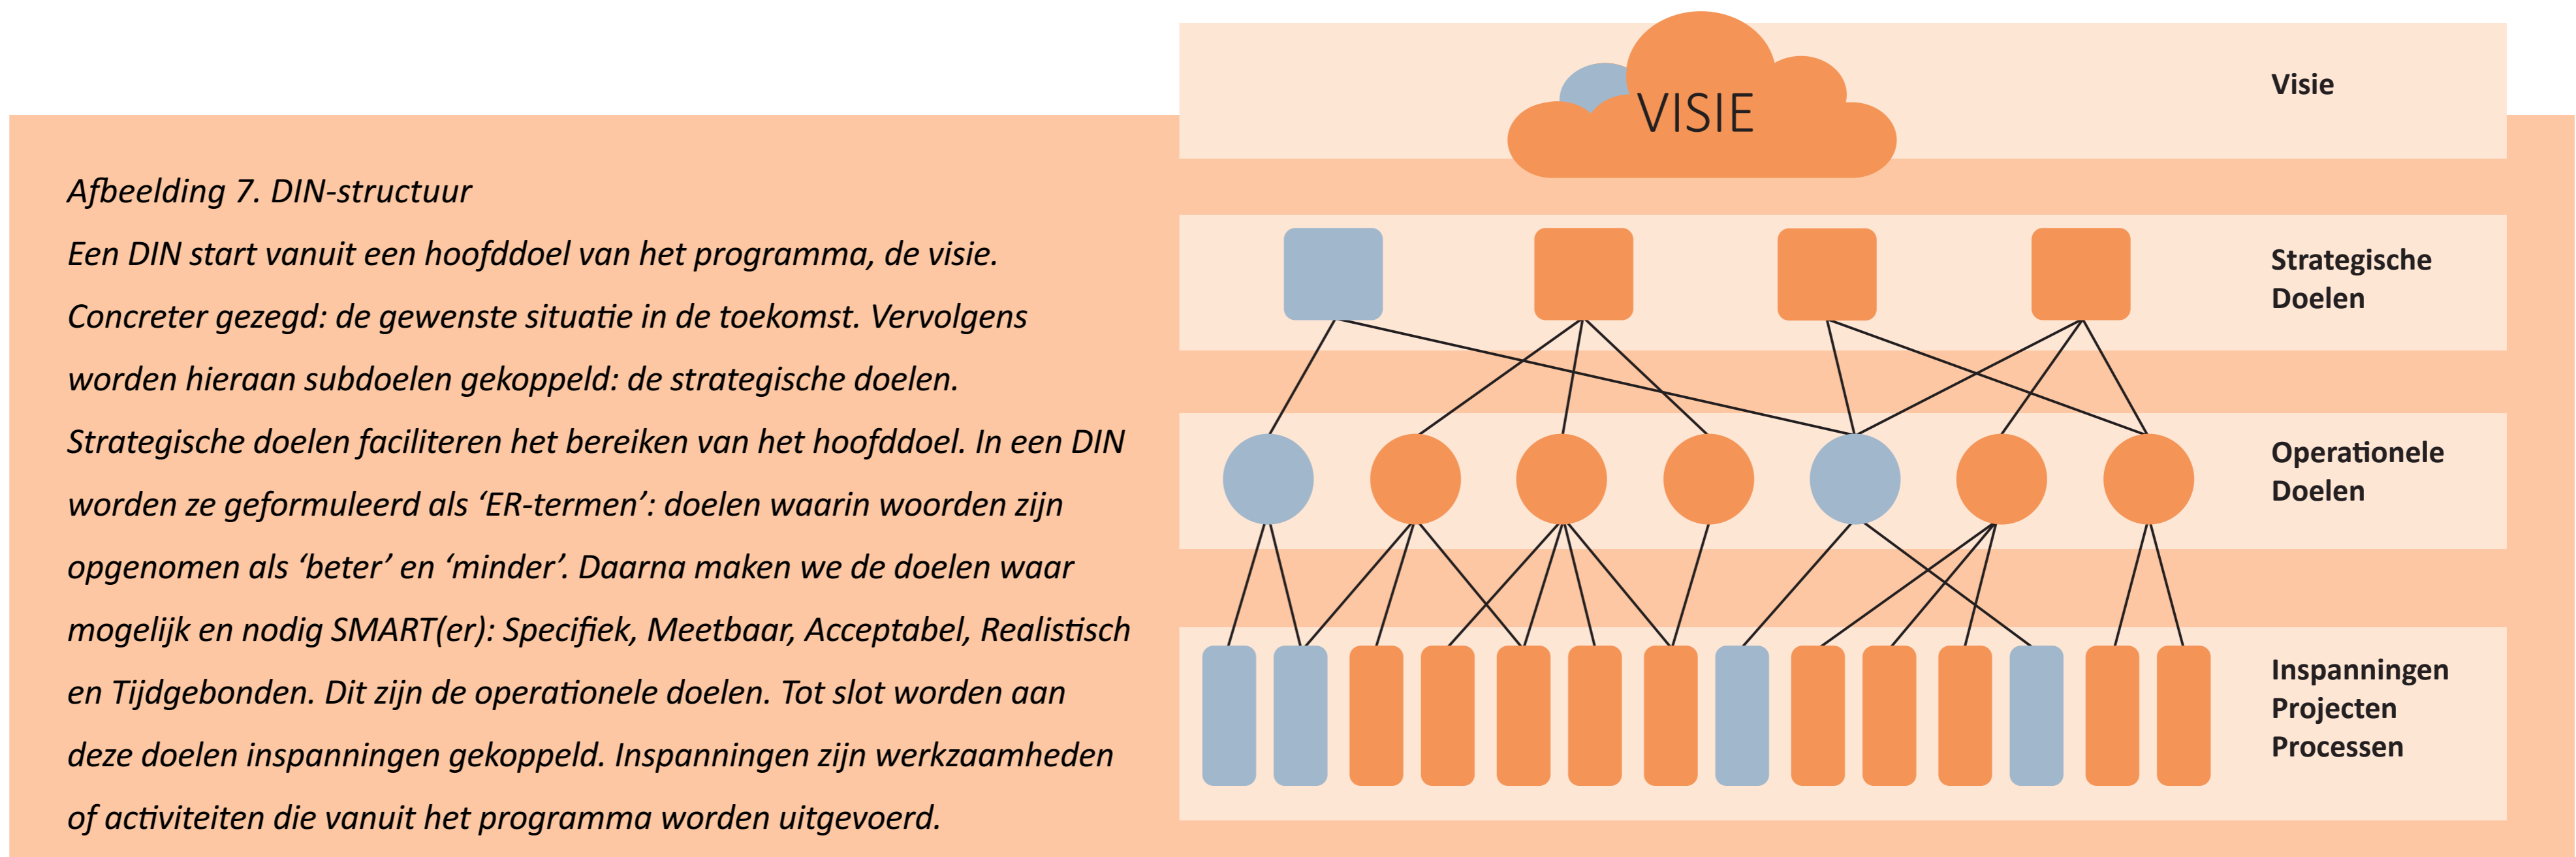 Afbeelding 7. DIN-structuur
Een DIN start vanuit een hoofddoel van het programma, de visie.
Concreter gezegd: de gewenste situatie in de toekomst. Vervolgens
worden hieraan subdoelen gekoppeld: de strategische doelen.
Strategische doelen faciliteren het bereiken van het hoofddoel. In een DIN
worden ze geformuleerd als ‘ER-termen’: doelen waarin woorden zijn
opgenomen als ‘beter’ en ‘minder’. Daarna maken we de doelen waar
mogelijk en nodig SMART(er): Specifiek, Meetbaar, Acceptabel, Realistisch
en Tijdgebonden. Dit zijn de operationele doelen. Tot slot worden aan
deze doelen inspanningen gekoppeld. Inspanningen zijn werkzaamheden
of activiteiten die vanuit het programma worden uitgevoerd.
VISIE
Visie
Strategische
Doelen
Operationele
Doelen
Inspanningen
Projecten
Processen